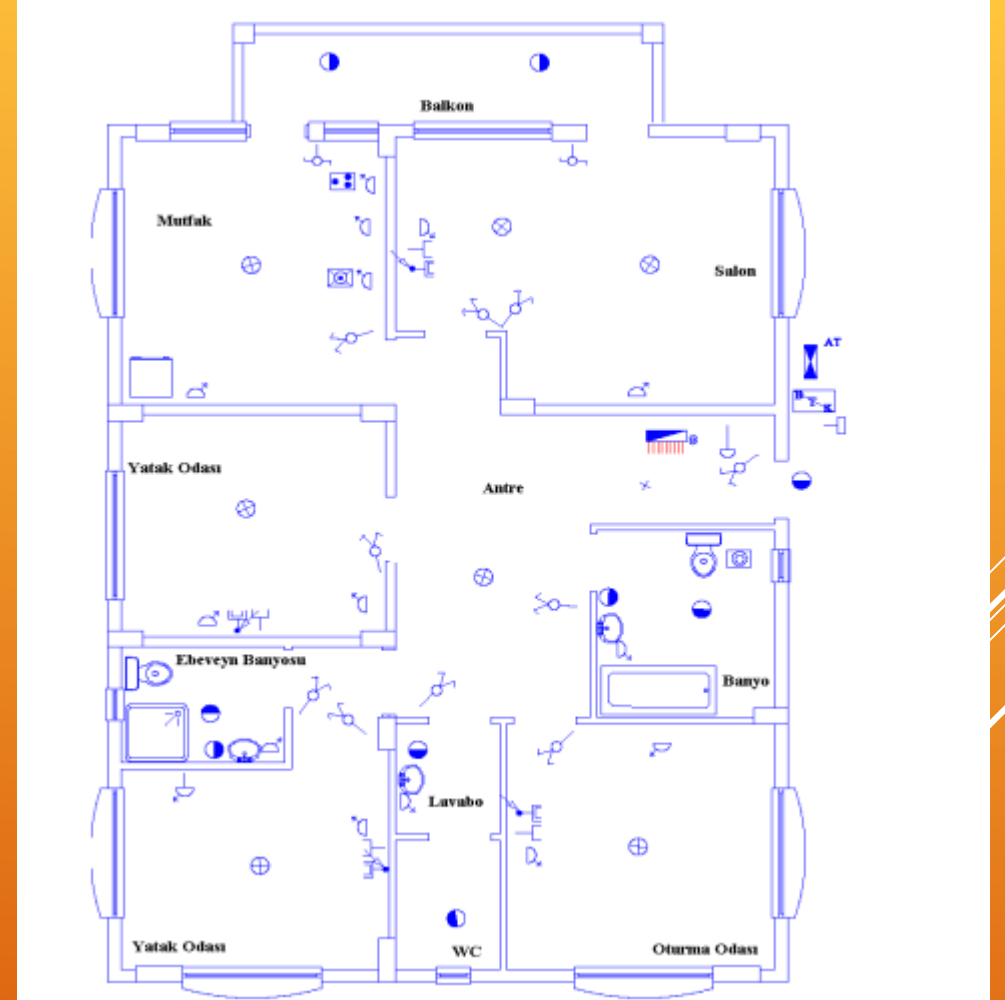 Balkon
Mutfak
Salon
AT
B
T
K
Yatak Odası
B
Antre
Ebeveyn Banyosu
Banyo
Lavabo
Yatak Odası
WC
Oturma Odası